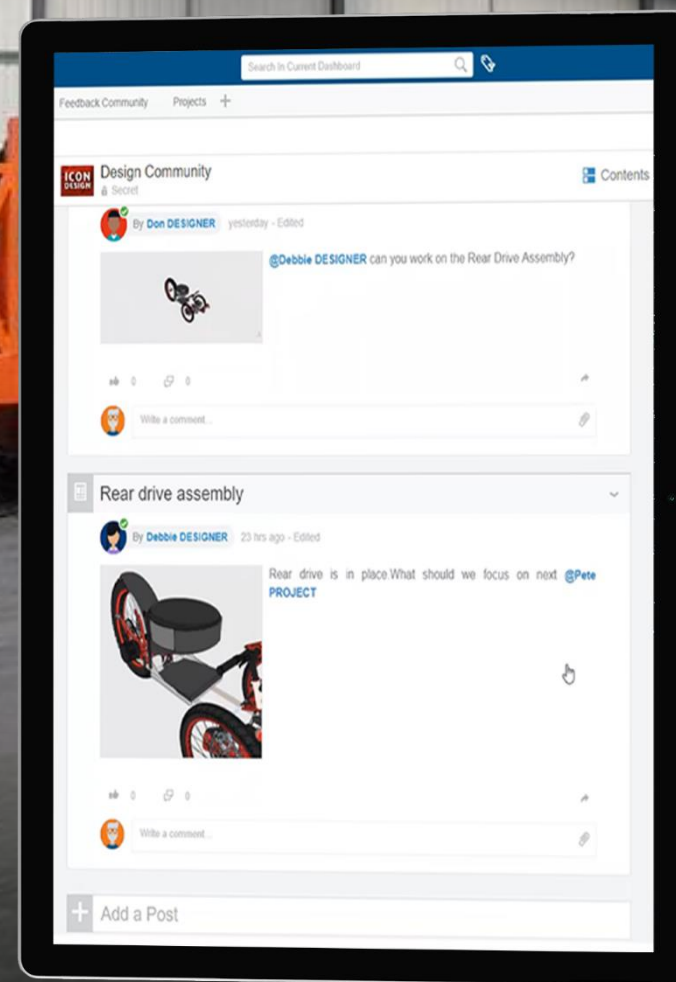 Search In Current Dashboard
Feedback Community Projects +
ICON
DESIGN
Design Community
Secret
Contents
By Don DESIGNER yesterday - Edited
@Debbie DESIGNER can you work on the Rear Drive Assembly?
0 0
Write a comment...
Rear drive assembly
By Debbie DESIGNER 23 hrs ago - Edited
Rear drive is in place.What should we focus on next @Pete
PROJECT
0 0
Write a comment...
Add a Post